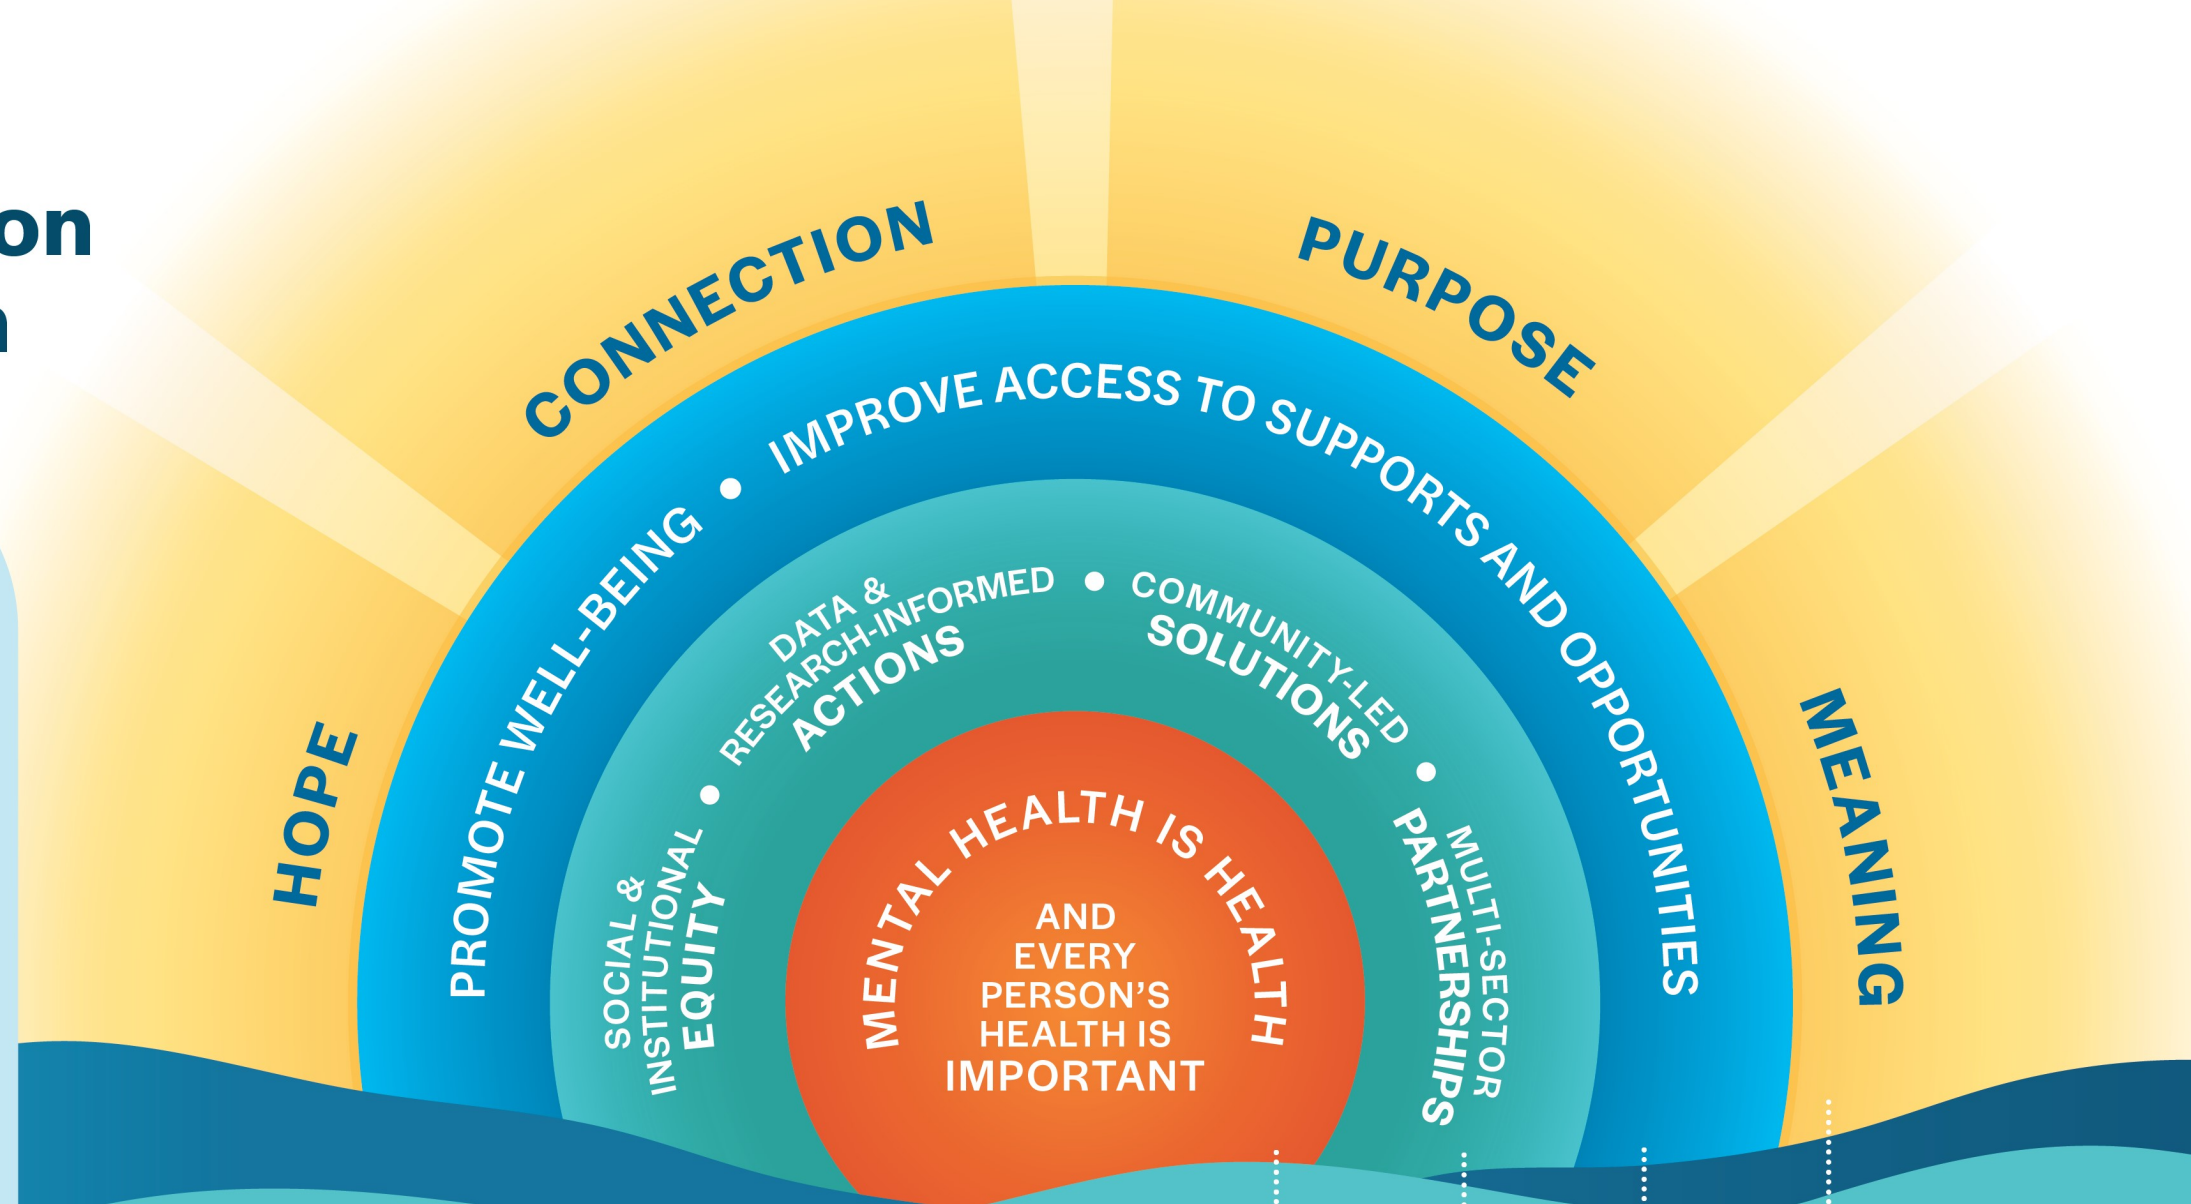 on
HOPE
CONNECTION
PURPOSE
MEANING
PROMOTE WELL-BEING • IMPROVE ACCESS TO SUPPORTS AND OPPORTUNITIES
SOCIAL &
INSTITUTIONAL
EQUITY
•
DATA &
RESEARCH-INFORMED
ACTIONS
•
COMMUNITY-LED
SOLUTIONS
•
MULTI-SECTOR
PARTNERSHIPS
MENTAL HEALTH IS HEALTH
AND
EVERY
PERSON’S
HEALTH IS
IMPORTANT